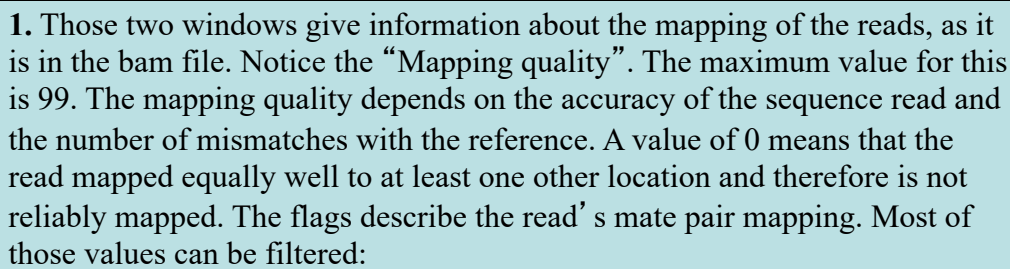 1. Those two windows give information about the mapping of the reads, as it
is in the bam file. Notice the “Mapping quality”. The maximum value for this
is 99. The mapping quality depends on the accuracy of the sequence read and
the number of mismatches with the reference. A value of 0 means that the
read mapped equally well to at least one other location and therefore is not
reliably mapped. The flags describe the read’s mate pair mapping. Most of
those values can be filtered: